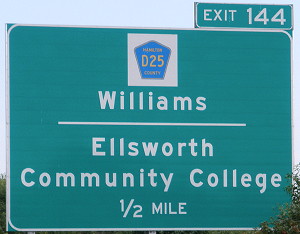 EXIT 144
HAMILTON
D25
COUNTY
Williams
Ellsworth
Community College
1/2 MILE